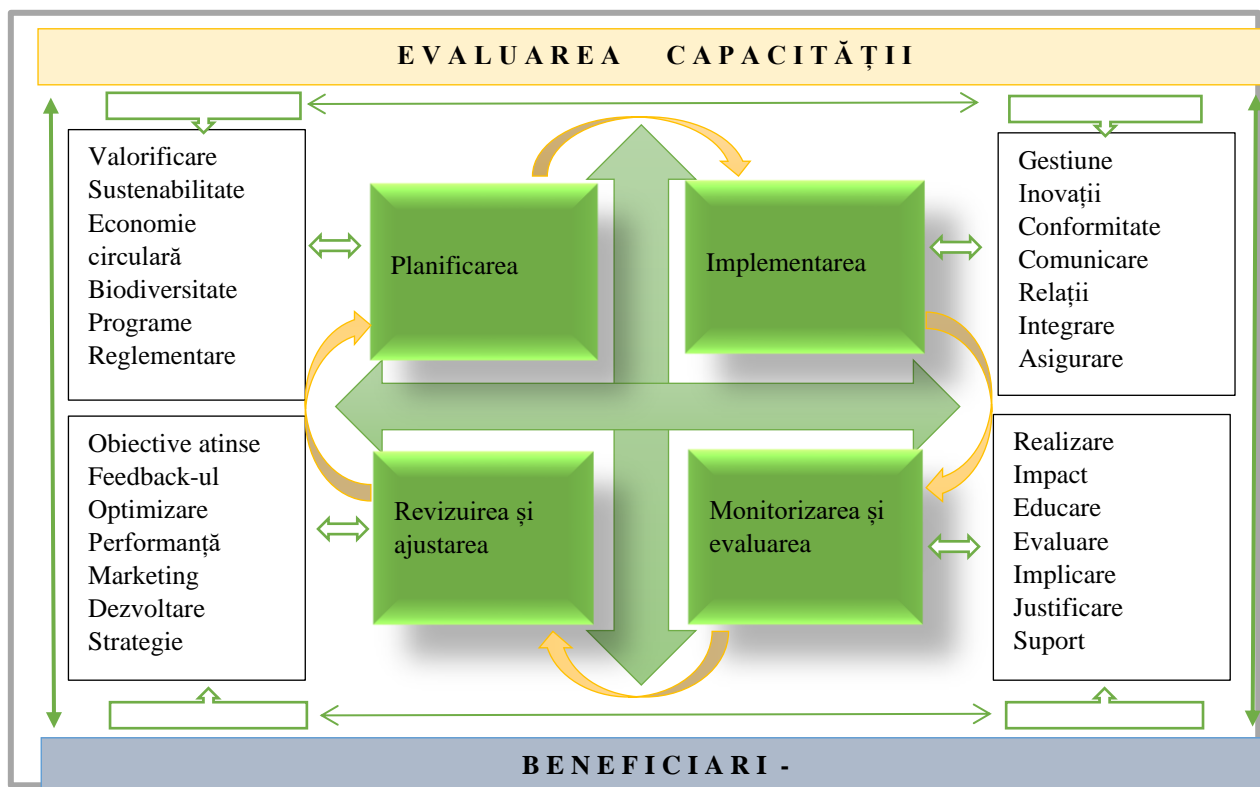 EVALUAREA CAPACITĂȚII
Valorificare
Sustenabilitate
Economie
circulară
Biodiversitate
Programe
Reglementare
Planificarea
Implementarea
Gestiune
Inovații
Conformitate
Comunicare
Relații
Integrare
Asigurare
Obiective atinse
Feedback-ul
Optimizare
Performanță
Marketing
Dezvoltare
Strategie
Revizuirea și
ajustarea
Monitorizarea și
evaluarea
Realizare
Impact
Educare
Evaluare
Implicare
Justificare
Suport
BENEFICIARI -